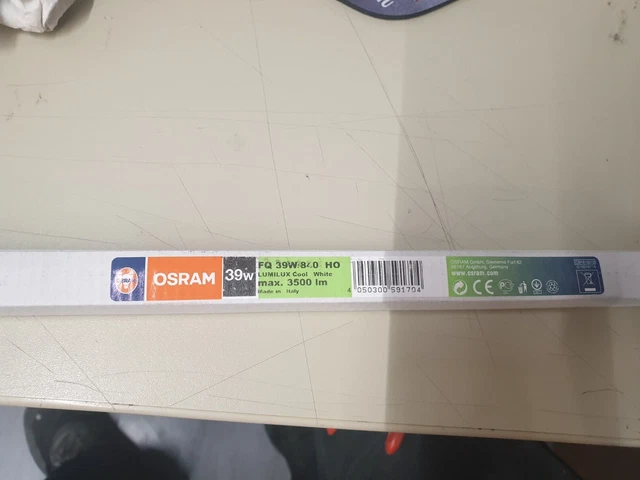 OSRAM
39W
FQ 39W/840 HO
LUMILUX Cool White
max. 3500 lm
Made in Italy
4 050300 591704
OSRAM GmbH,
Augsburg, Germany
www.osram.com
CE